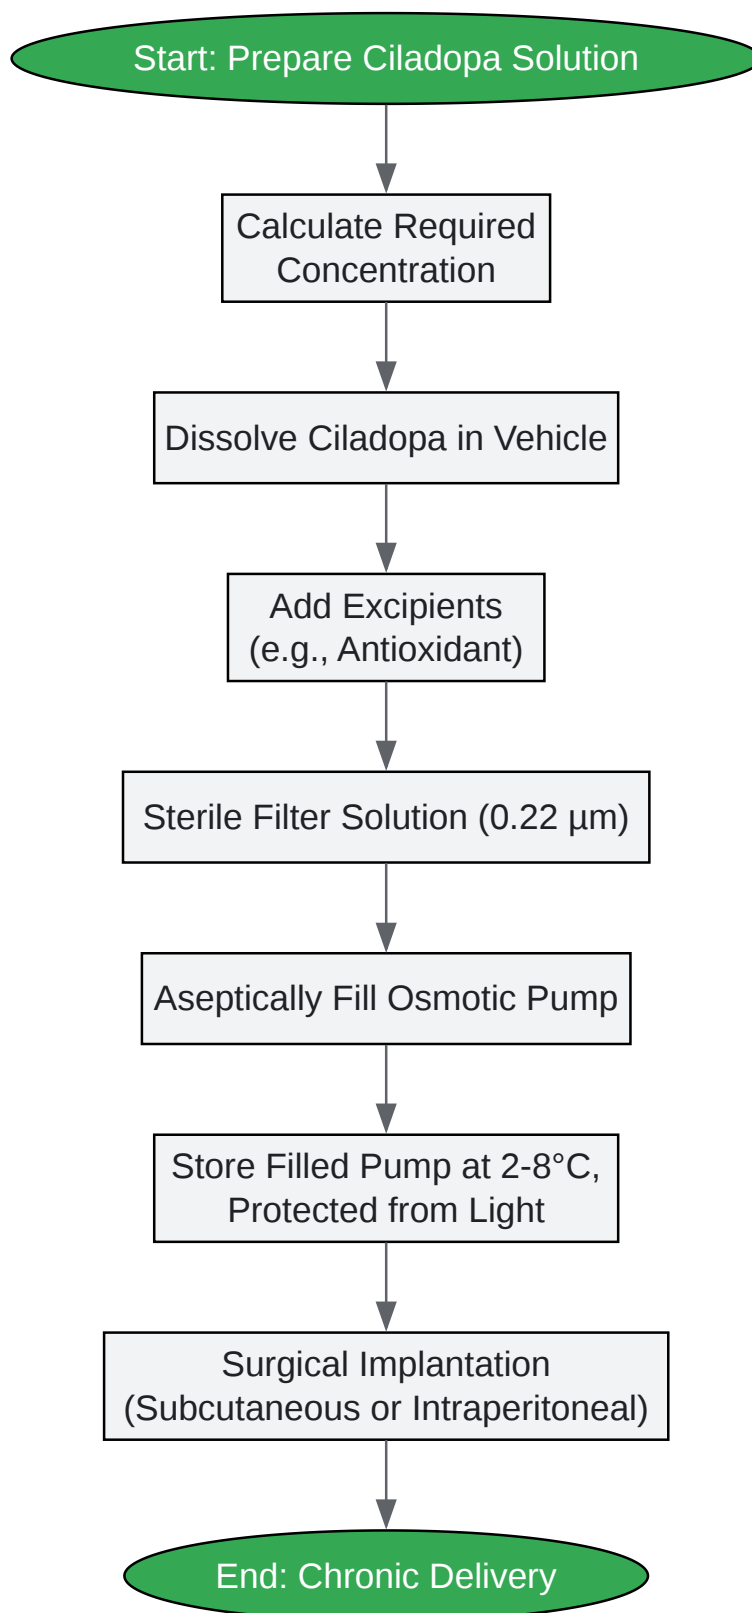 Start: Prepare Ciladopa Solution
Calculate Required
Concentration
Dissolve Ciladopa in Vehicle
Add Excipients
(e.g., Antioxidant)
Sterile Filter Solution (0.22 µm)
Aseptically Fill Osmotic Pump
Store Filled Pump at 2-8°C,
Protected from Light
Surgical Implantation
(Subcutaneous or Intraperitoneal)
End: Chronic Delivery